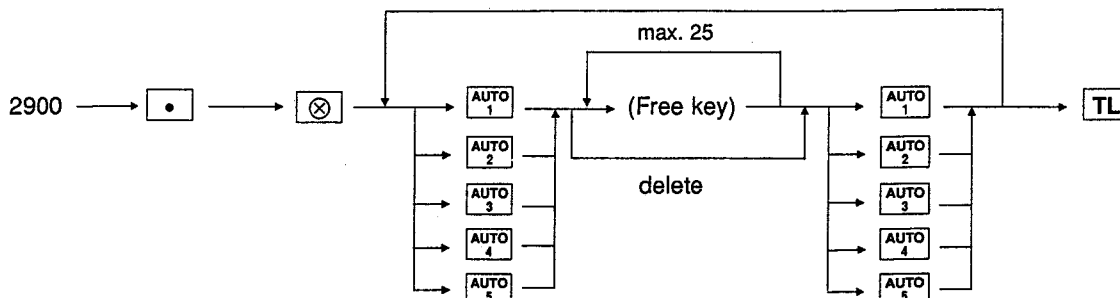 max. 25
2900 • ⊗ AUTO 1 (Free key) AUTO 1 TL
AUTO 2 AUTO 2
delete
AUTO 3 AUTO 3
AUTO 4 AUTO 4
AUTO 5 AUTO 5